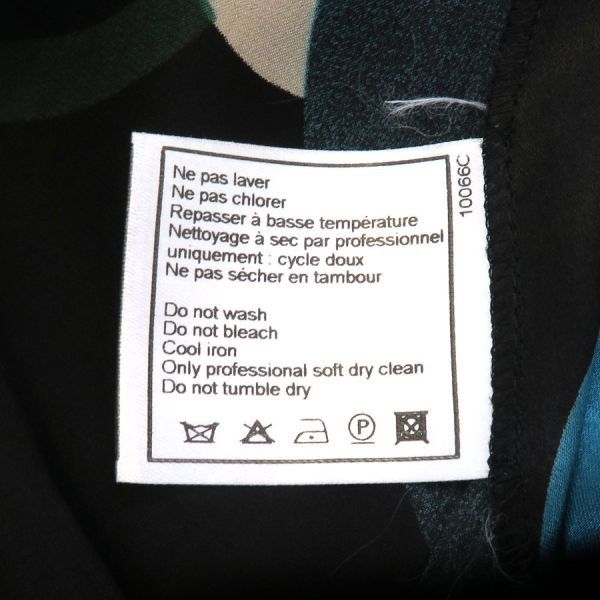 Ne pas laver
Ne pas chlorer
Repasser à basse température
Nettoyage à sec par professionnel
uniquement : cycle doux
Ne pas sécher en tambour
Do not wash
Do not bleach
Cool iron
Only professional soft dry clean
Do not tumble dry
P
10066C